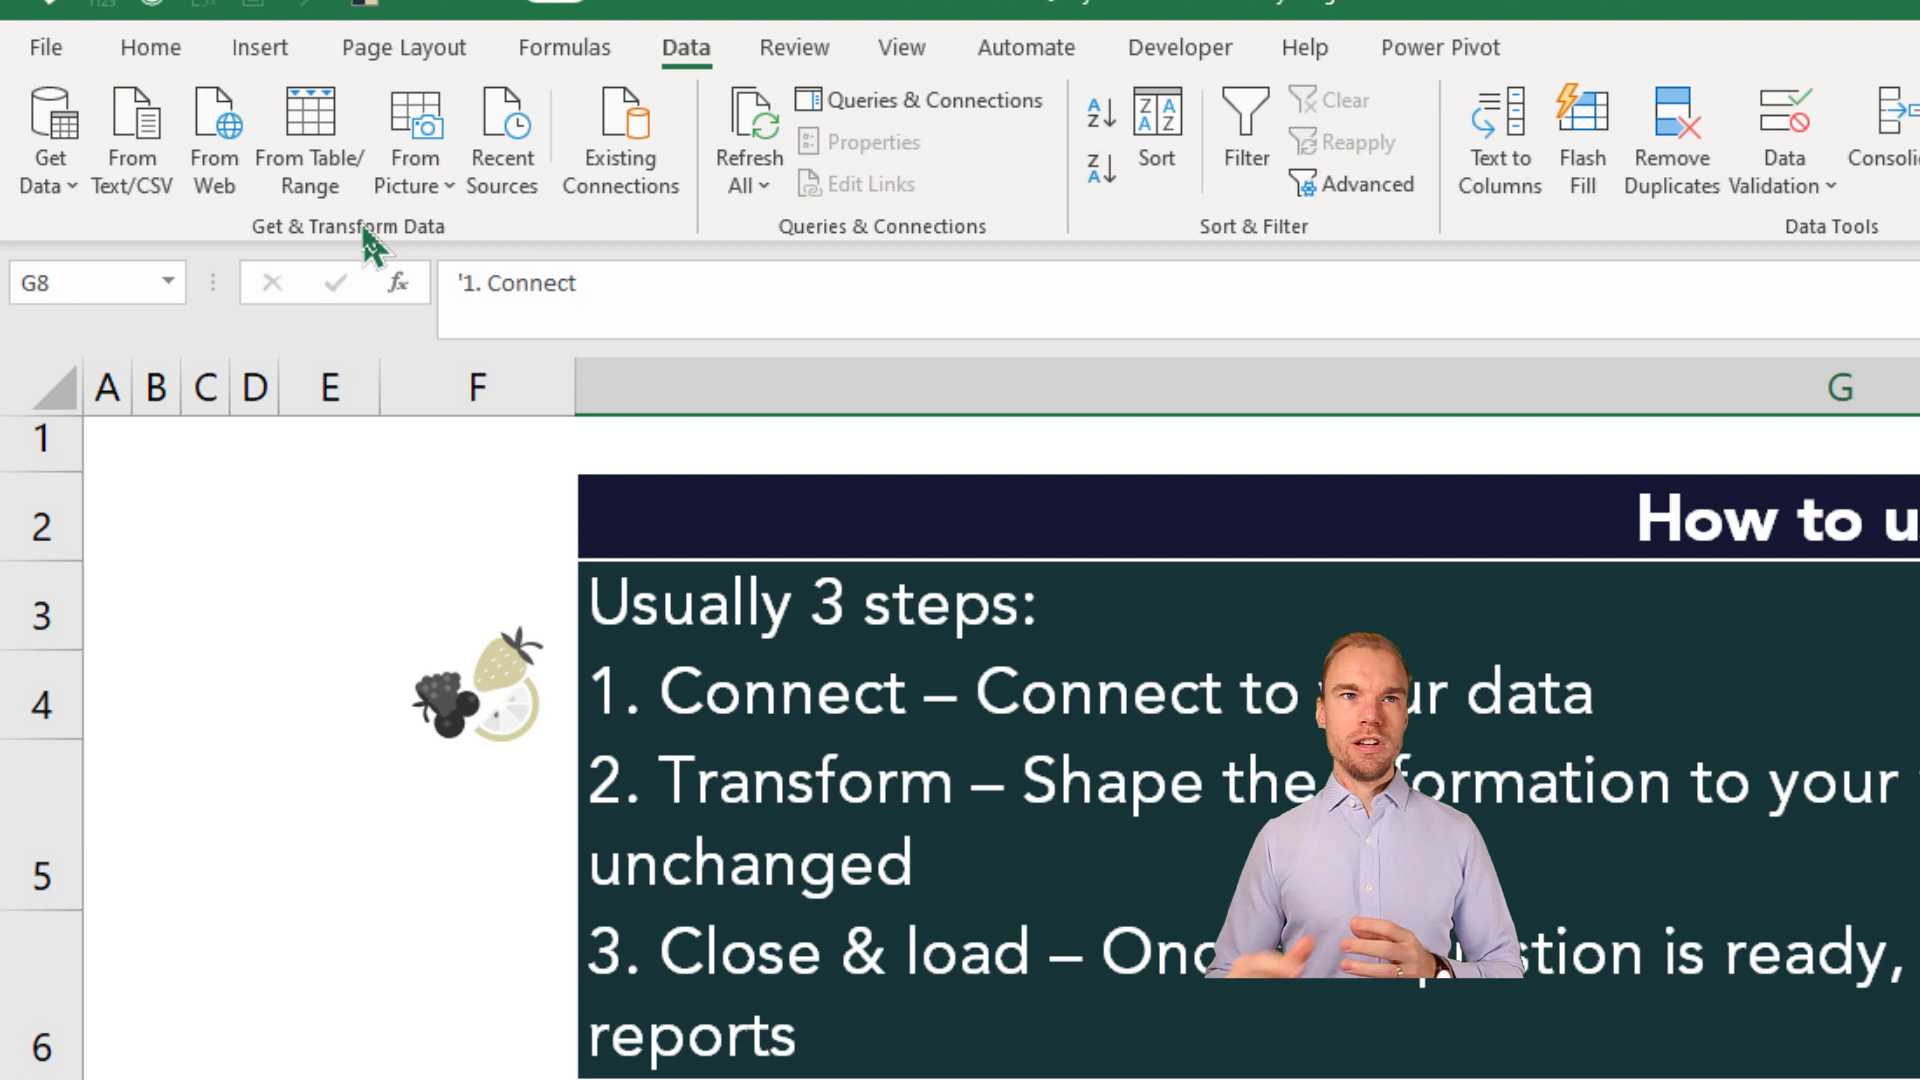 File Home Insert Page Layout Formulas Data Review View Automate Developer Help Power Pivot
Get Data
From Text/CSV
From Web
From Table/ Range
From Picture
Recent Sources
Existing Connections
Get & Transform Data
Refresh All
Queries & Connections
Properties
Edit Links
Queries & Connections
A Z
Z A
Z A A Z
Sort
Filter
Clear
Reapply
Advanced
Sort & Filter
Text to Columns
Flash Fill
Remove Duplicates
Data Validation
Data Tools
G8
fx
'1. Connect
A B C D E F G
1
2
How to
3
Usually 3 steps:
4
1. Connect – Connect to data
2. Transform – Shape the to your
5
unchanged
3. Close & load – is ready,
6
reports